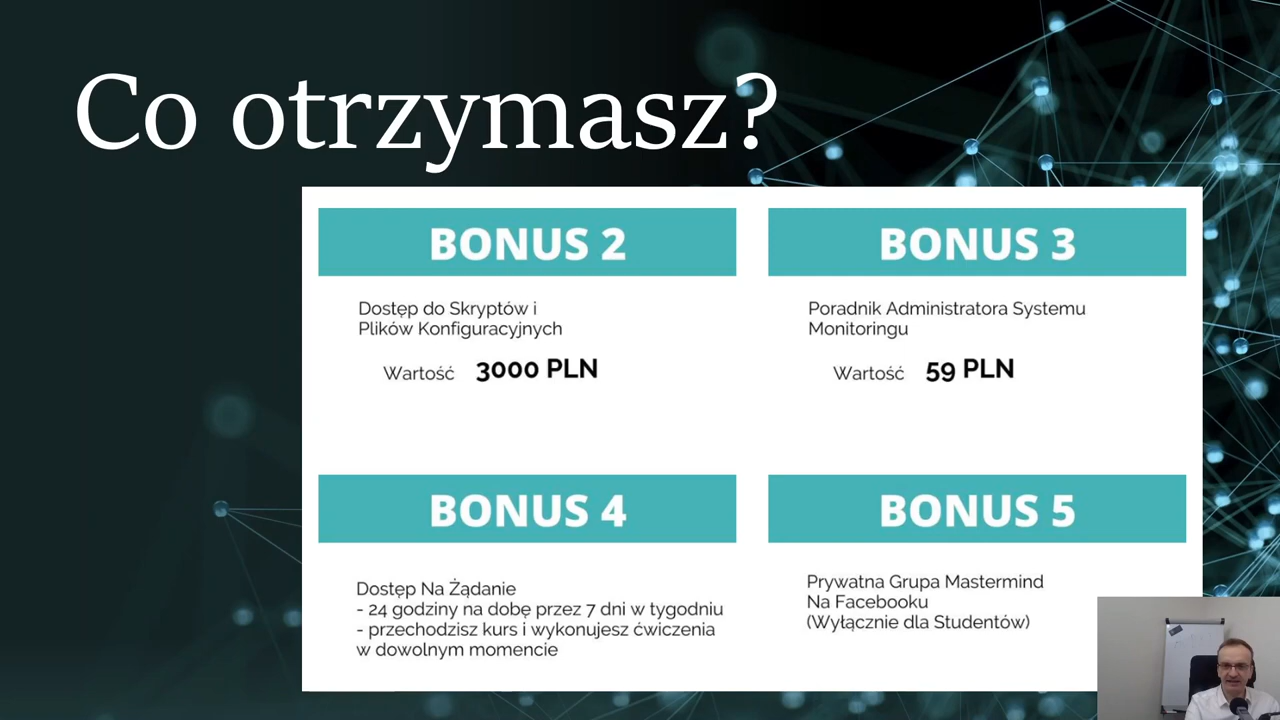 Co otrzymasz?
BONUS 2
Dostęp do Skryptów i
Plików Konfiguracyjnych
Wartość 3000 PLN
BONUS 3
Poradnik Administratora Systemu
Monitoringu
Wartość 59 PLN
BONUS 4
Dostęp Na Żądanie
- 24 godziny na dobę przez 7 dni w tygodniu
- przechodzisz kurs i wykonujesz ćwiczenia
w dowolnym momencie
BONUS 5
Prywatna Grupa Mastermind
Na Facebooku
(Wyłącznie dla Studentów)